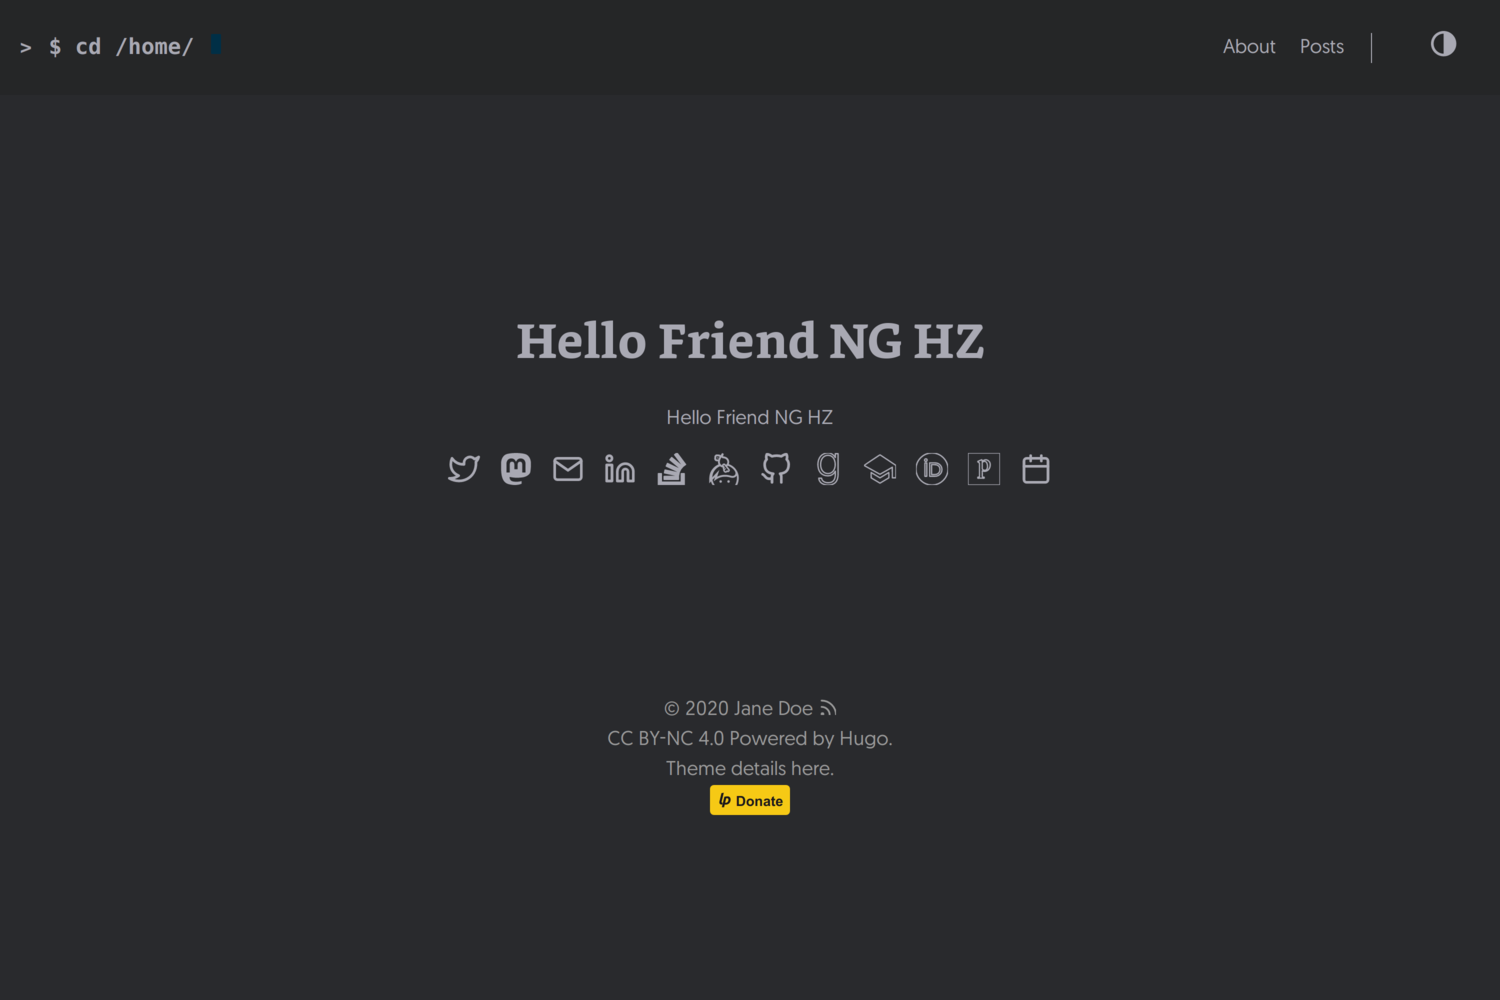 > $ cd /home/
About Posts
Hello Friend NG HZ
Hello Friend NG HZ
© 2020 Jane Doe
CC BY-NC 4.0 Powered by Hugo.
Theme details here.
Donate